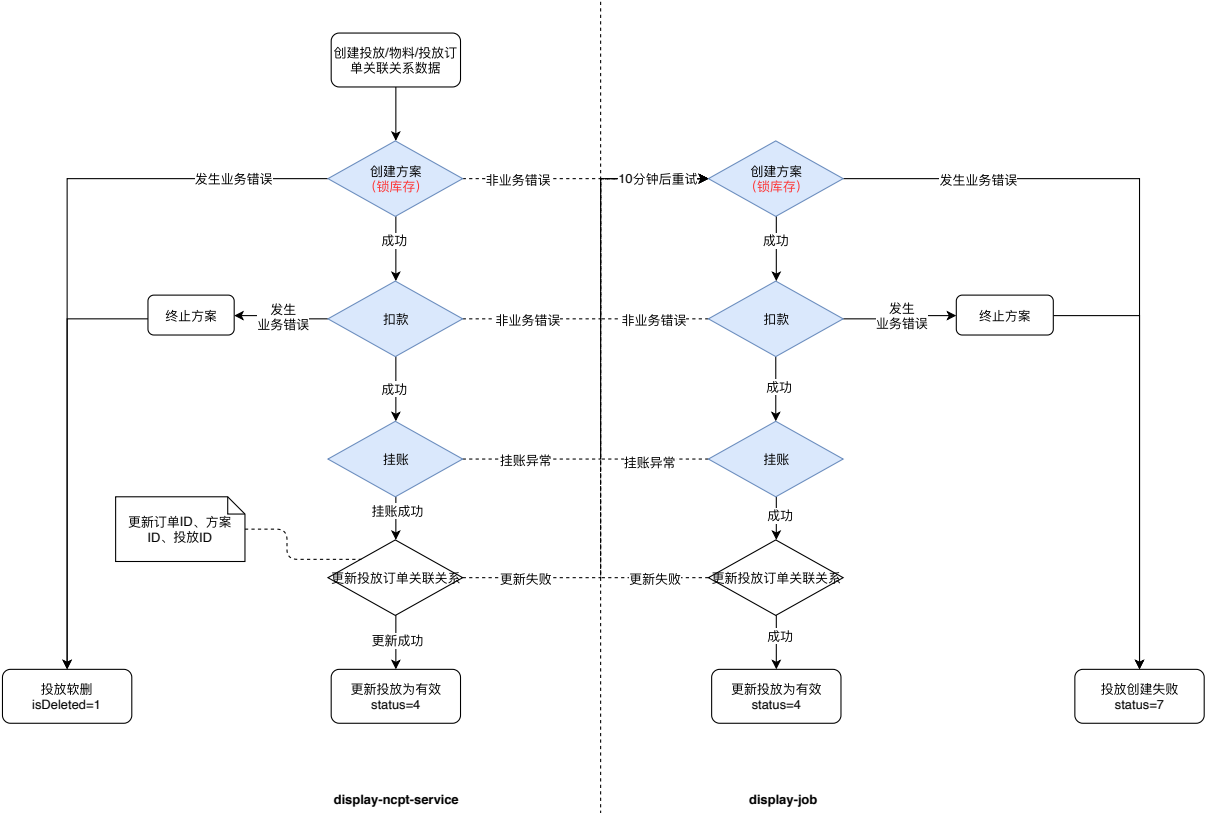 创建投放/物料/投放订
单关联关系数据
创建方案
(锁库存)
创建方案
(锁库存)
发生业务错误
非业务错误
10分钟后重试
发生业务错误
成功
成功
终止方案
发生
业务错误
扣款
非业务错误
非业务错误
扣款
发生
业务错误
终止方案
成功
成功
挂账
挂账异常
挂账异常
挂账
挂账成功
成功
更新订单ID、方案
ID、投放ID
更新投放订单关联关系
更新失败
更新失败
更新投放订单关联关系
更新成功
成功
投放软删
isDeleted=1
更新投放为有效
status=4
更新投放为有效
status=4
投放创建失败
status=7
display-ncpt-service
display-job